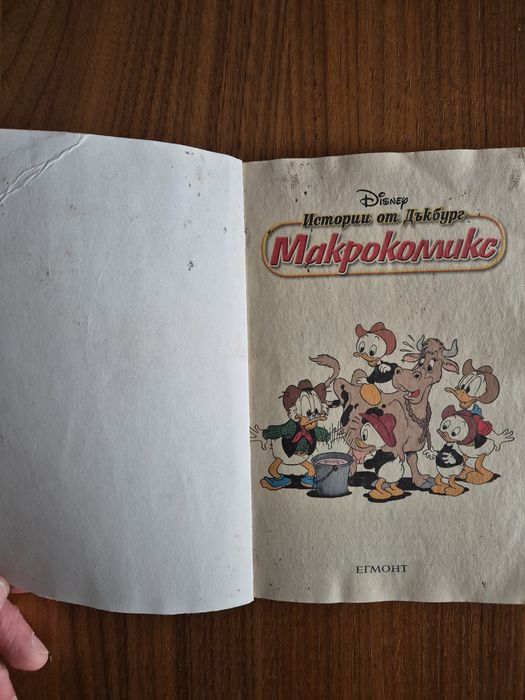 Disney
Истории от Дъкбург
Макрокомикс
ЕГМОНТ